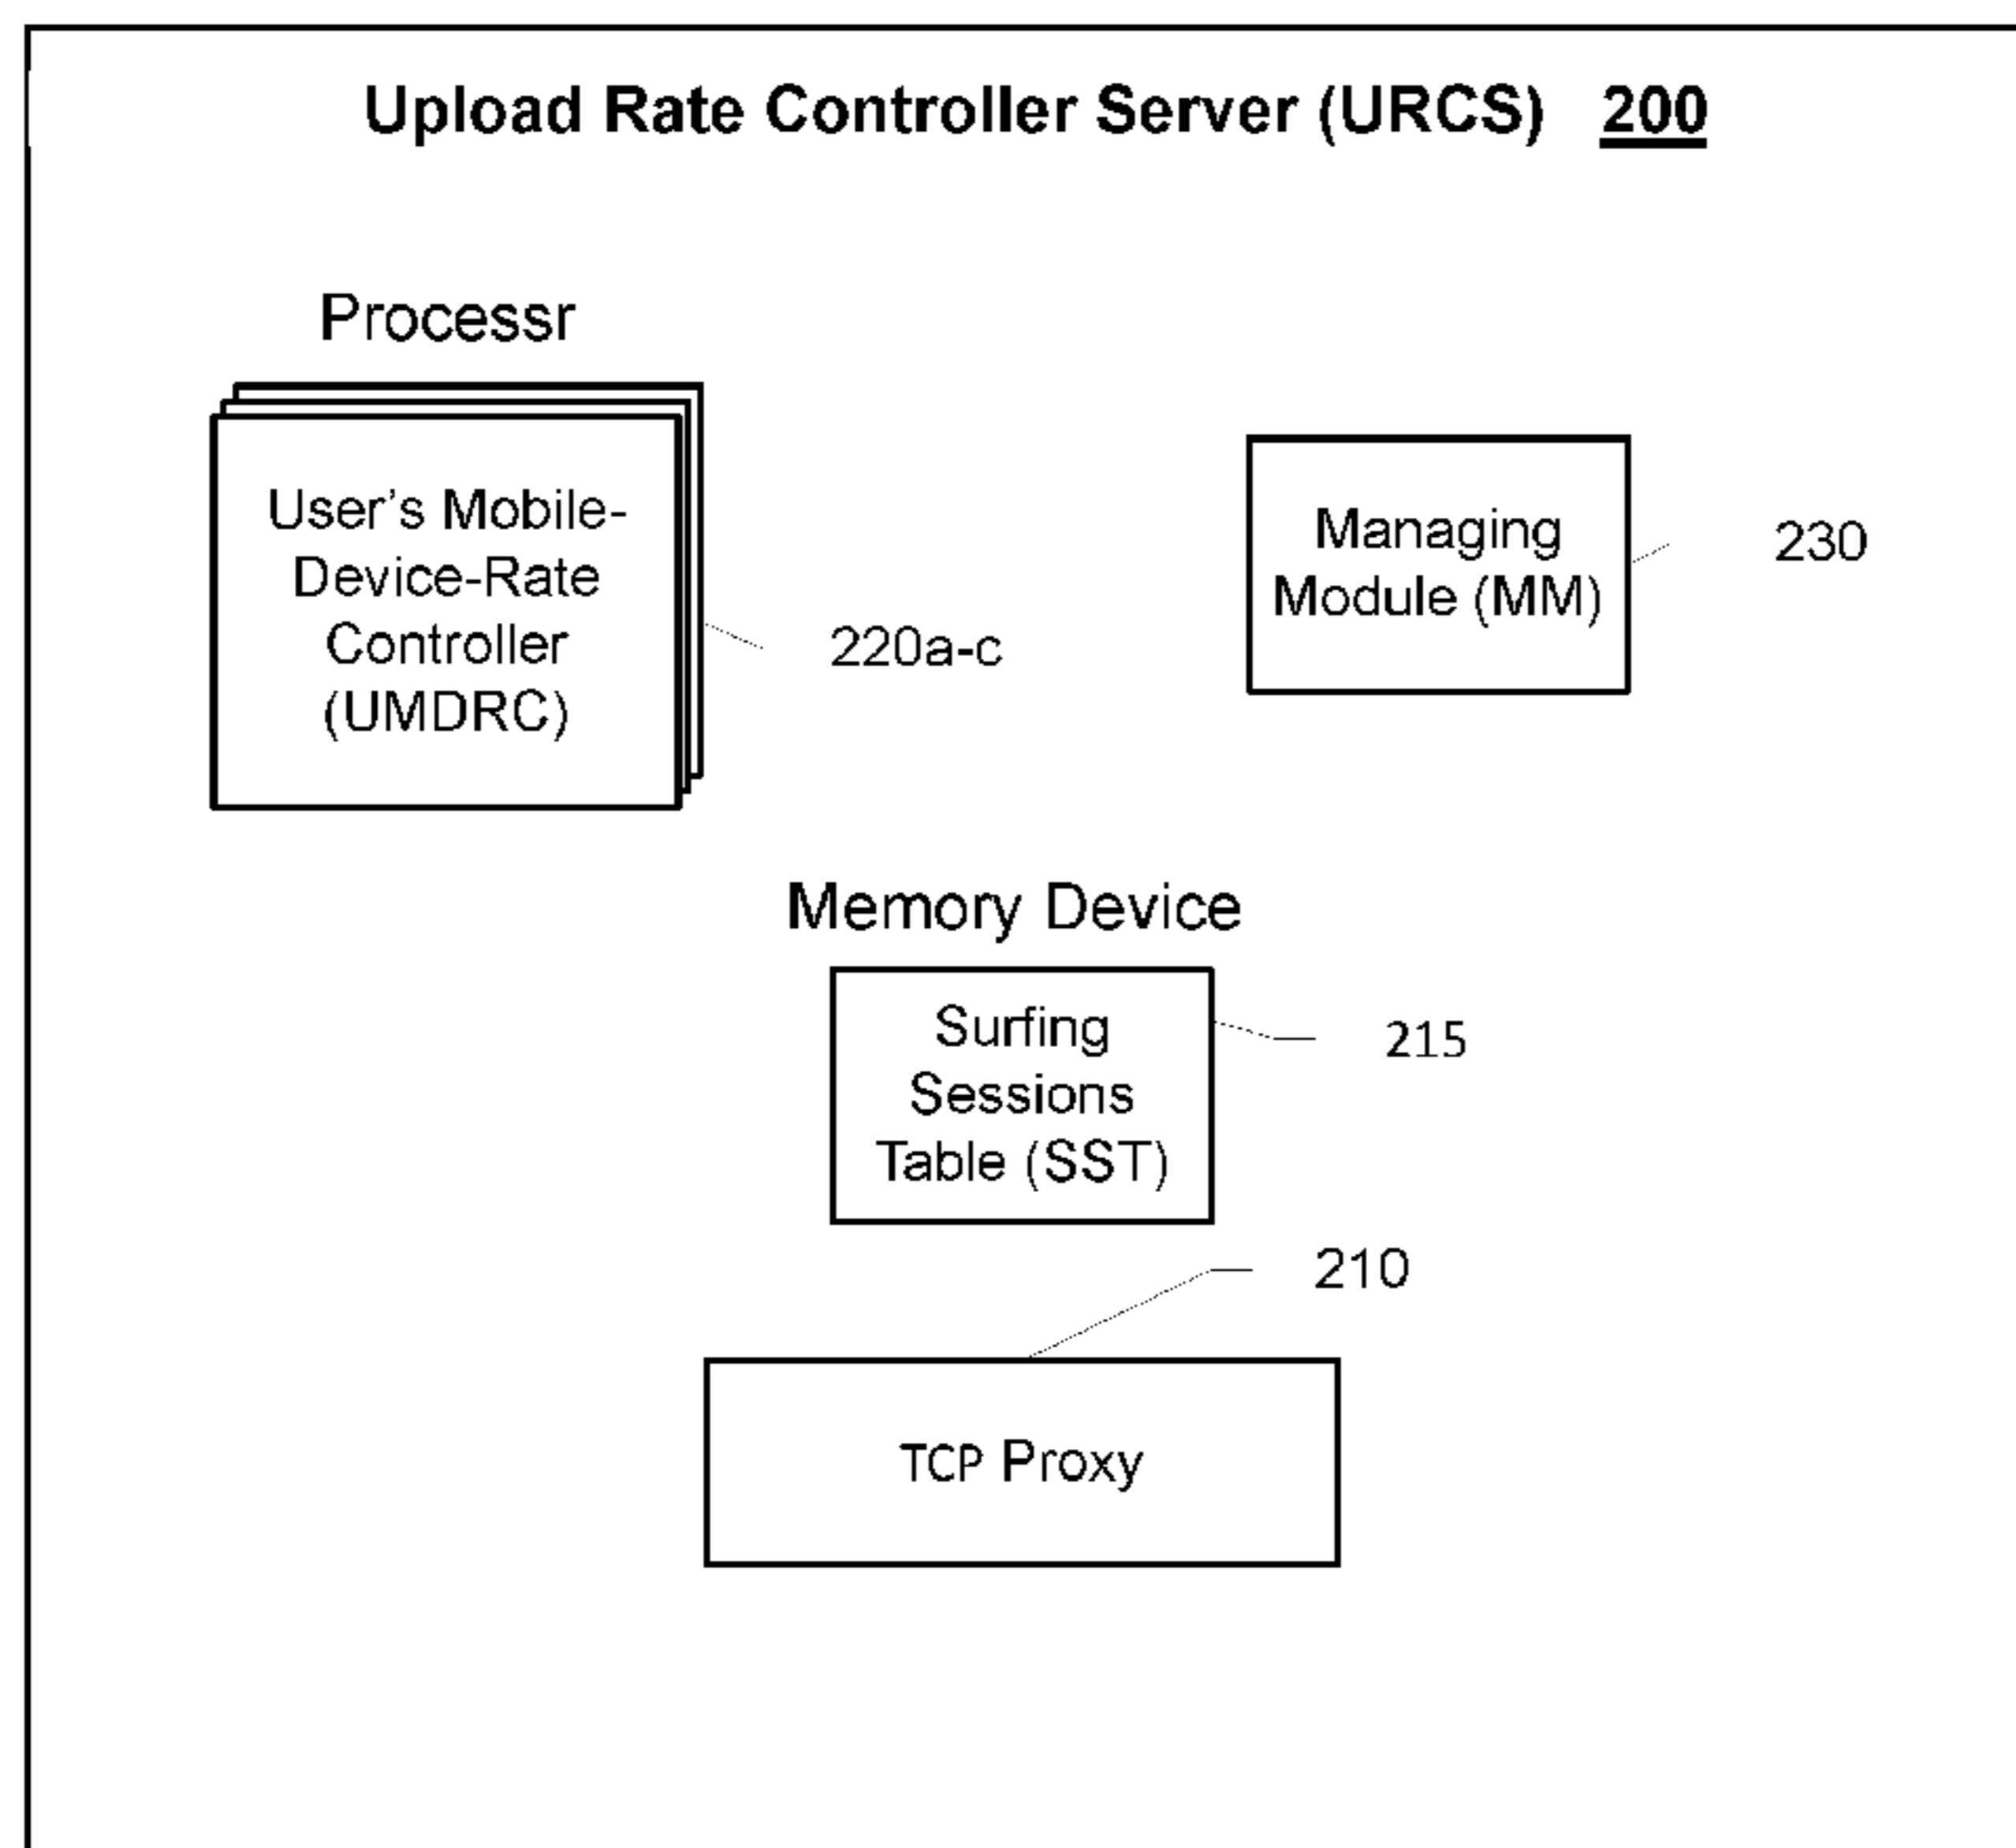 Upload Rate Controller Server (URCS) 200
Processr
User's Mobile-
Device-Rate
Controller
(UMDRC)
220a-c
Managing
Module (MM)
230
Memory Device
Surfing
Sessions
Table (SST)
215
210
TCP Proxy